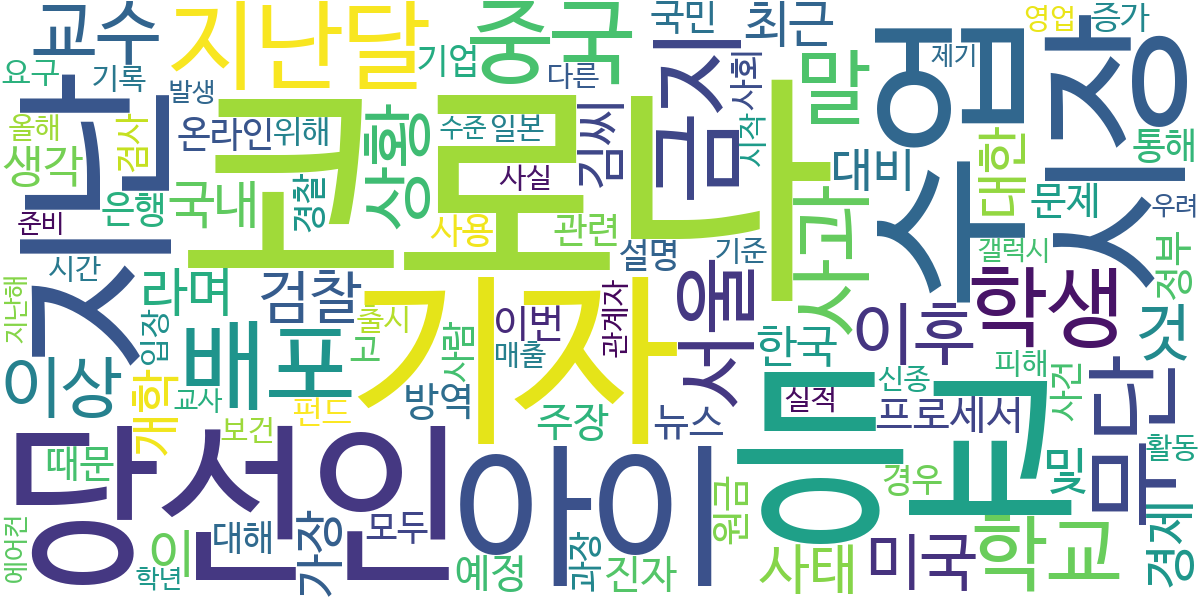 교수
지난달
중국
국민
최근
영업
증가
기업
요구
기록
발생
다른
사회
제기
수업
시장
지난
코로나
금지
말
올해
검사
온라인
위해
상황
수준
일본
김씨
시작
대비
대한
통해
생각
은행
국내
경찰
사실
준비
사용
관련
설명
기준
사과
문제
우려
갤럭시
정부
시간
라며
검찰
기자
서울
학생
지난해
입장
배포
출시
고
사람
이번
매출
관계자
한국
이후
것
이상
개학
교사
펀드
방역
주장
뉴스
실적
신종
피해
사건
프로세서
무단
때문
보건
당선인
아이
원금
경우
및
활동
에어컨
이
대해
학년
가장
모두
예정
과장
진자
사태
미국
학교
경제